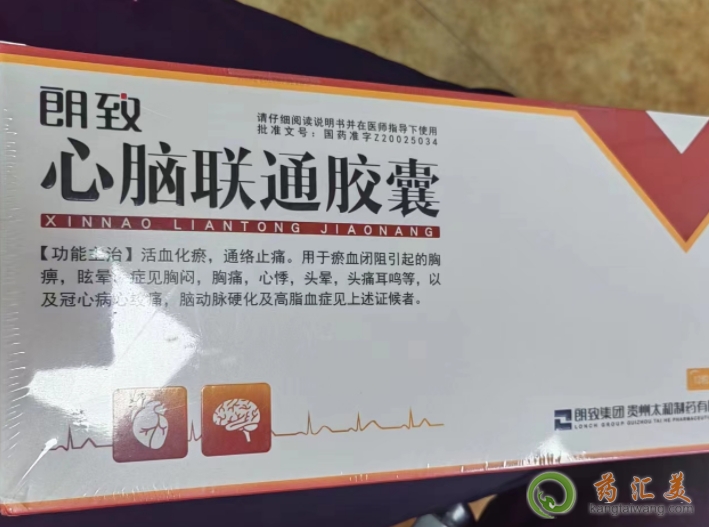 朗致
请仔细阅读说明书并在医师指导下使用
批准文号：国药准字Z20025034
心脑联通胶囊
XINNAO LIANTONG JIAONANG
【功能主治】活血化瘀，通络止痛。用于瘀血闭阻引起的胸
痹，眩晕，症见胸闷，胸痛，心悸，头晕，头痛耳鸣等，以
及冠心病心绞痛，脑动脉硬化及高脂血症见上述证候者。
朗致集团 贵州太和制药有
LONCH GROUP GUIZHOU TAI HE PHARMACEUTICA
药汇美
kangtaiwang.com